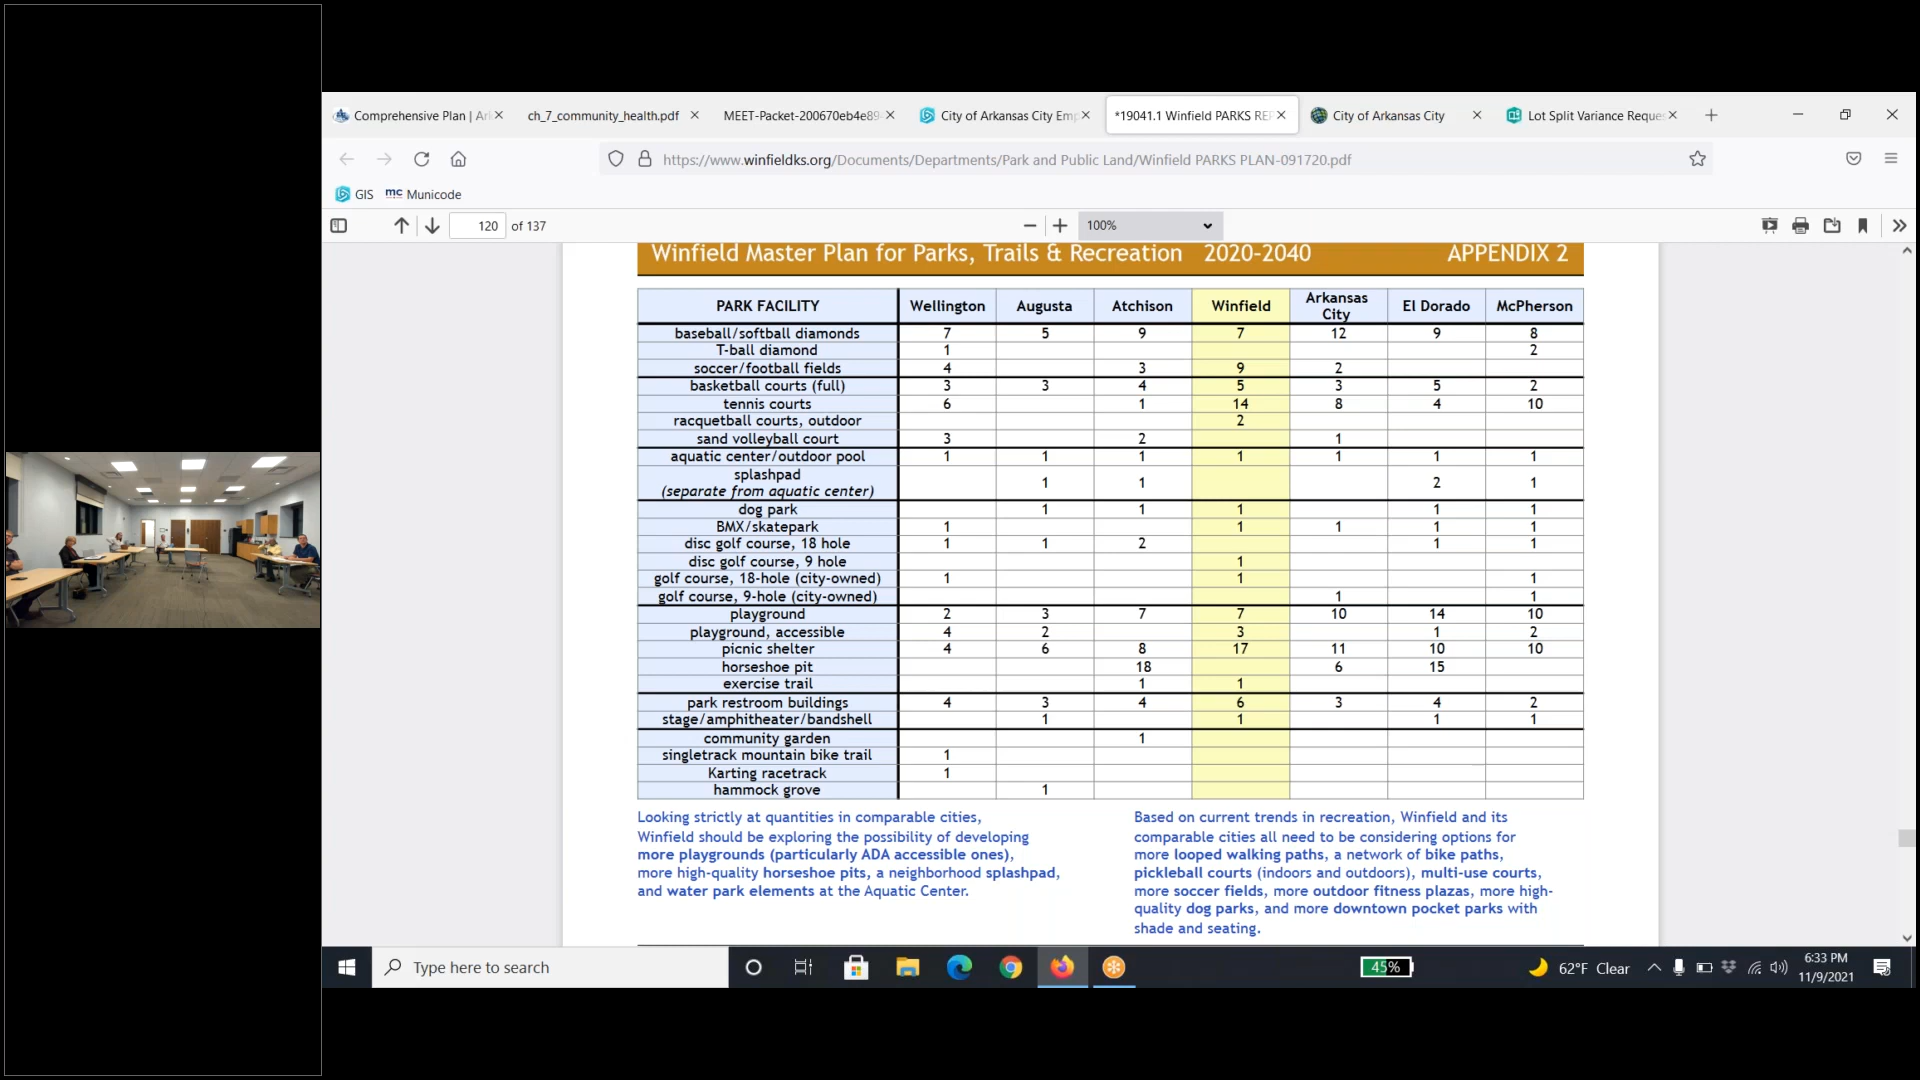 Comprehensive Plan | Ar
ch_7_community_health.pdf
MEET-Packet-200670eb4e89
City of Arkansas City Emp
*19041.1 Winfield PARKS REP
City of Arkansas City
Lot Split Variance Reques
https://www.winfieldks.org/Documents/Departments/Park and Public Land/Winfield PARKS PLAN-091720.pdf
GIS
mc Municode
120 of 137
100%
Winfield Master Plan for Parks, Trails & Recreation 2020-2040 APPENDIX 2
PARK FACILITY Wellington Augusta Atchison Winfield Arkansas City El Dorado McPherson
baseball/softball diamonds 7 5 9 7 12 9 8
T-ball diamond 1 2
soccer/football fields 4 3 9 2
basketball courts (full) 3 3 4 5 3 5 2
tennis courts 6 1 14 8 4 10
racquetball courts, outdoor 2
sand volleyball court 3 2 1
aquatic center/outdoor pool 1 1 1 1 1 1 1
splashpad
(separate from aquatic center) 1 1 2 1
dog park 1 1 1 1 1
BMX/skatepark 1 1 1 1 1
disc golf course, 18 hole 1 1 2 1 1
disc golf course, 9 hole 1
golf course, 18-hole (city-owned) 1 1 1
golf course, 9-hole (city-owned) 1 1
playground 2 3 7 7 10 14 10
playground, accessible 4 2 3 1 2
picnic shelter 4 6 8 17 11 10 10
horseshoe pit 18 6 15
exercise trail 1 1
park restroom buildings 4 3 4 6 3 4 2
stage/amphitheater/bandshell 1 1 1 1
community garden 1
singletrack mountain bike trail 1
Karting racetrack 1
hammock grove 1
Looking strictly at quantities in comparable cities,
Winfield should be exploring the possibility of developing
more playgrounds (particularly ADA accessible ones),
more high-quality horseshoe pits, a neighborhood splashpad,
and water park elements at the Aquatic Center.
Based on current trends in recreation, Winfield and its
comparable cities all need to be considering options for
more looped walking paths, a network of bike paths,
pickleball courts (indoors and outdoors), multi-use courts,
more soccer fields, more outdoor fitness plazas, more high-
quality dog parks, and more downtown pocket parks with
shade and seating.
Type here to search
45%
62°F Clear
6:33 PM
11/9/2021